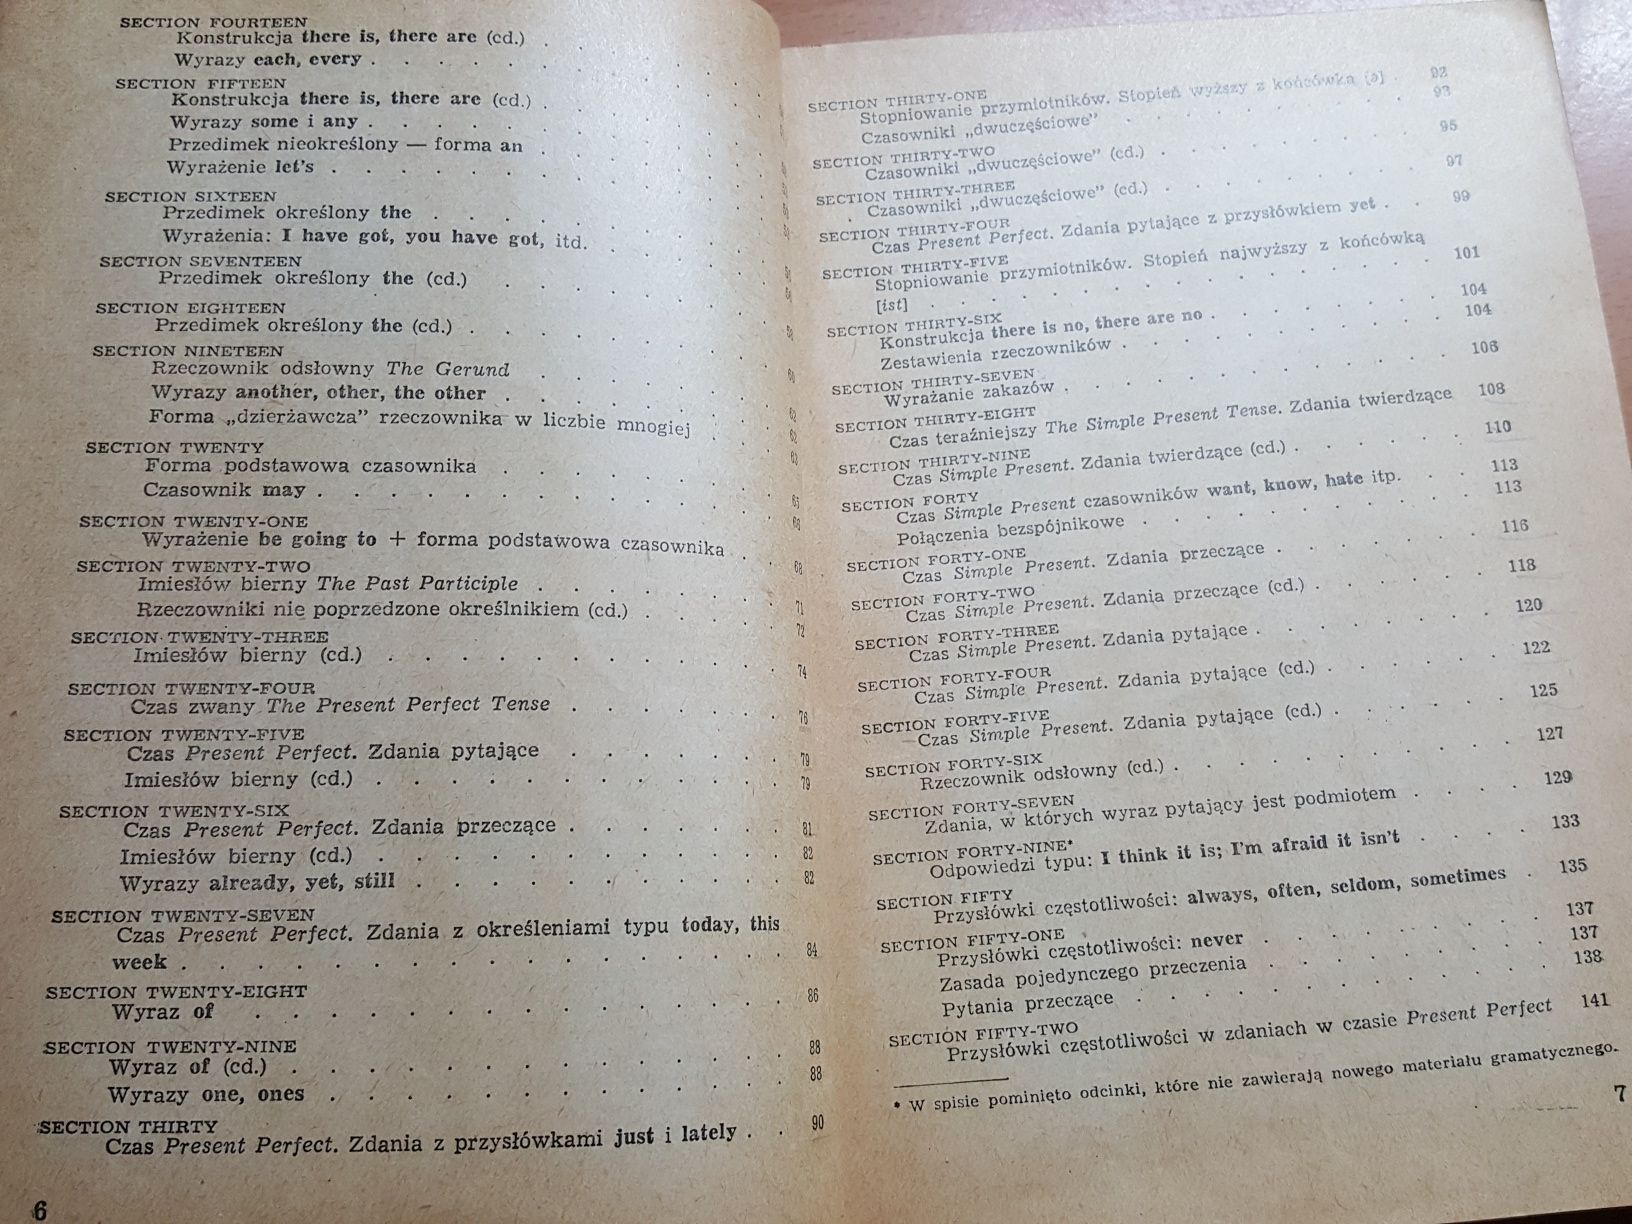 SECTION FOURTEEN
Konstrukcja there is, there are (cd.) .
Wyrazy each, every . . . . . .
SECTION FIFTEEN
Konstrukcja there is, there are (cd.) .
Wyrazy some i any . . . . . .
Przedimek nieokreślony — forma an .
Wyrażenie let's . . . . . . .
SECTION SIXTEEN
Przedimek określony the . . . . .
Wyrażenia: I have got, you have got, itd.
SECTION SEVENTEEN
Przedimek określony the (cd.) . . .
SECTION EIGHTEEN
Przedimek określony the (cd.) . . . .
SECTION NINETEEN
Rzeczownik odsłowny The Gerund . . . 60
Wyrazy another, other, the other . . . 62
Forma „dzierżawcza” rzeczownika w liczbie mnogiej
SECTION TWENTY
Forma podstawowa czasownika . . . .
Czasownik may . . . . . . . .
SECTION TWENTY-ONE
Wyrażenie be going to + forma podstawowa czasownika .
SECTION TWENTY-TWO
Imiesłów bierny The Past Participle . . . . 71
Rzeczowniki nie poprzedzone określnikiem (cd.) . . . 72
SECTION TWENTY-THREE
Imiesłów bierny (cd.) . . . . . . . . 74
SECTION TWENTY-FOUR
Czas zwany The Present Perfect Tense . . . . . 76
SECTION TWENTY-FIVE
Czas Present Perfect. Zdania pytające . . . . . 79
Imiesłów bierny (cd.) . . . . . . . . 79
SECTION TWENTY-SIX
Czas Present Perfect. Zdania przeczące . . . . . 81
Imiesłów bierny (cd.) . . . . . . . . 82
Wyrazy already, yet, still . . . . . . . 82
SECTION TWENTY-SEVEN
Czas Present Perfect. Zdania z określeniami typu today, this
week . . . . . . . . . . . 84
SECTION TWENTY-EIGHT
Wyraz of . . . . . . . . . . 86
SECTION TWENTY-NINE
Wyraz of (cd.) . . . . . . . . . 88
Wyrazy one, ones . . . . . . . . 88
SECTION THIRTY
Czas Present Perfect. Zdania z przysłówkami just i lately . . 90
6
SECTION THIRTY-ONE
Stopniowanie przymiotników. Stopień wyższy z końcówką [ə] . 92
Czasowniki „dwuczęściowe” . . . . . . . 93
SECTION THIRTY-TWO
Czasowniki „dwuczęściowe” (cd.) . . . . . . 95
SECTION THIRTY-THREE
Czasowniki „dwuczęściowe” (cd.) . . . . . . 97
SECTION THIRTY-FOUR
Czas Present Perfect. Zdania pytające z przysłówkiem yet . . 99
SECTION THIRTY-FIVE
Stopniowanie przymiotników. Stopień najwyższy z końcówką
[ist] . . . . . . . . . . . 101
SECTION THIRTY-SIX
Konstrukcja there is no, there are no . . . . . 104
Zestawienia rzeczowników . . . . . . . 104
SECTION THIRTY-SEVEN
Wyrażanie zakazów . . . . . . . . 106
SECTION THIRTY-EIGHT
Czas teraźniejszy The Simple Present Tense. Zdania twierdzące 108
SECTION THIRTY-NINE
Czas Simple Present. Zdania twierdzące (cd.) . . . . 110
SECTION FORTY
Czas Simple Present czasowników want, know, hate itp. . . 113
Połączenia bezspójnikowe . . . . . . . 113
SECTION FORTY-ONE
Czas Simple Present. Zdania przeczące . . . . . 116
SECTION FORTY-TWO
Czas Simple Present. Zdania przeczące (cd.) . . . . 118
SECTION FORTY-THREE
Czas Simple Present. Zdania pytające . . . . . 120
SECTION FORTY-FOUR
Czas Simple Present. Zdania pytające (cd.) . . . . 122
SECTION FORTY-FIVE
Czas Simple Present. Zdania pytające (cd.) . . . . 125
SECTION FORTY-SIX
Rzeczownik odsłowny (cd.) . . . . . . . 127
SECTION FORTY-SEVEN
Zdania, w których wyraz pytający jest podmiotem . . . 129
SECTION FORTY-NINE*
Odpowiedzi typu: I think it is; I'm afraid it isn't . . . 133
SECTION FIFTY
Przysłówki częstotliwości: always, often, seldom, sometimes . 135
SECTION FIFTY-ONE
Przysłówki częstotliwości: never . . . . . . 137
Zasada pojedynczego przeczenia . . . . . . 137
Pytania przeczące . . . . . . . . 138
SECTION FIFTY-TWO
Przysłówki częstotliwości w zdaniach w czasie Present Perfect 141
* W spisie pominięto odcinki, które nie zawierają nowego materiału gramatycznego.
7